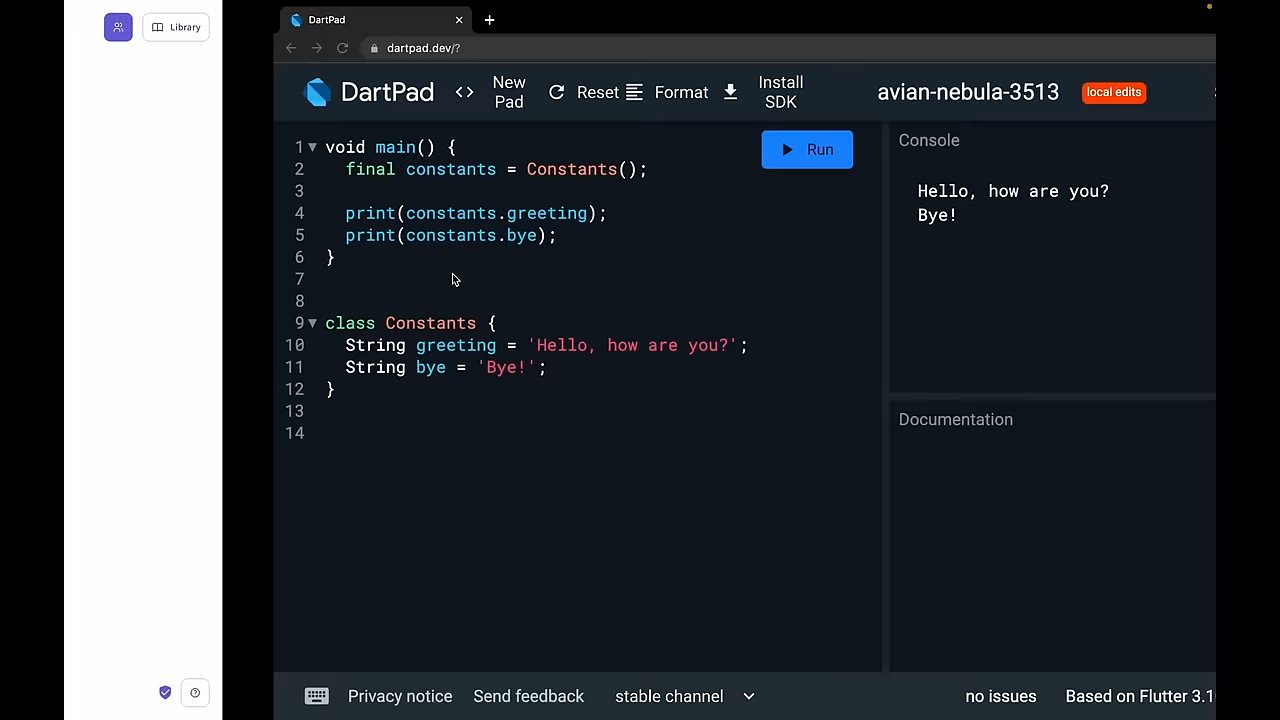 Library
DartPad
dartpad.dev/?
DartPad
New Pad
Reset
Format
Install SDK
avian-nebula-3513
local edits
1 void main() {
2 final constants = Constants();
3
4 print(constants.greeting);
5 print(constants.bye);
6 }
7
8
9 class Constants {
10 String greeting = 'Hello, how are you?';
11 String bye = 'Bye!';
12 }
13
14
Run
Console
Hello, how are you?
Bye!
Documentation
Privacy notice
Send feedback
stable channel
no issues
Based on Flutter 3.1